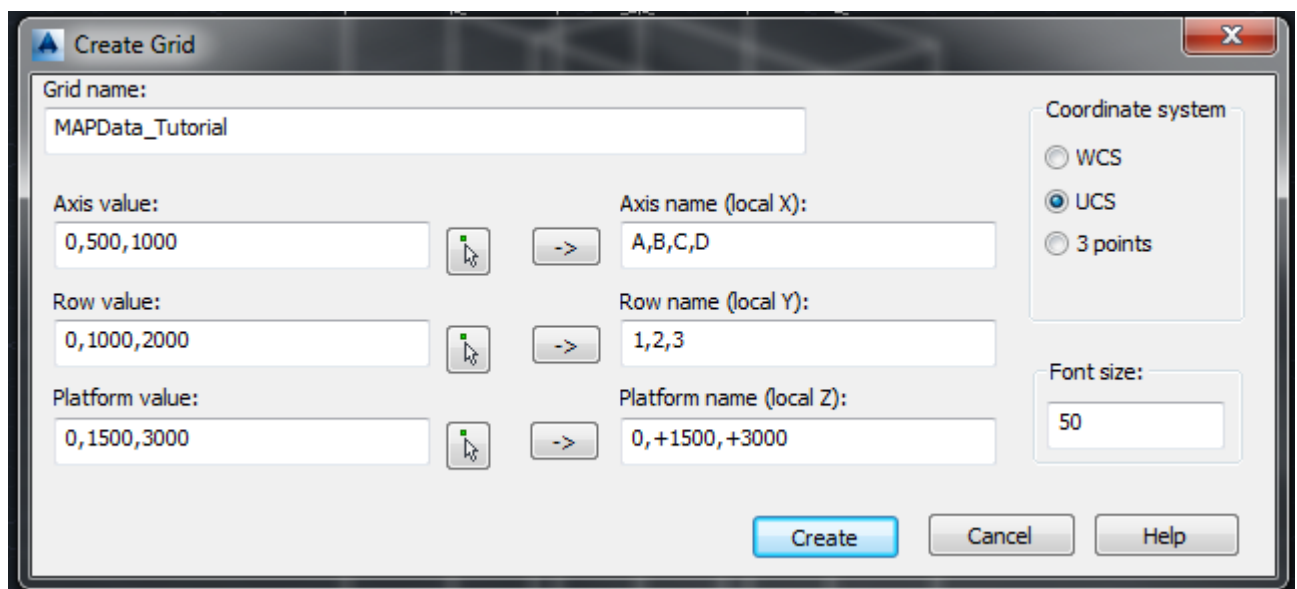 Create Grid
Grid name:
MAPData_Tutorial
Coordinate system
WCS
UCS
3 points
Axis value:
0,500,1000
->
Axis name (local X):
A,B,C,D
Row value:
0,1000,2000
->
Row name (local Y):
1,2,3
Platform value:
0,1500,3000
->
Platform name (local Z):
0,+1500,+3000
Font size:
50
Create
Cancel
Help